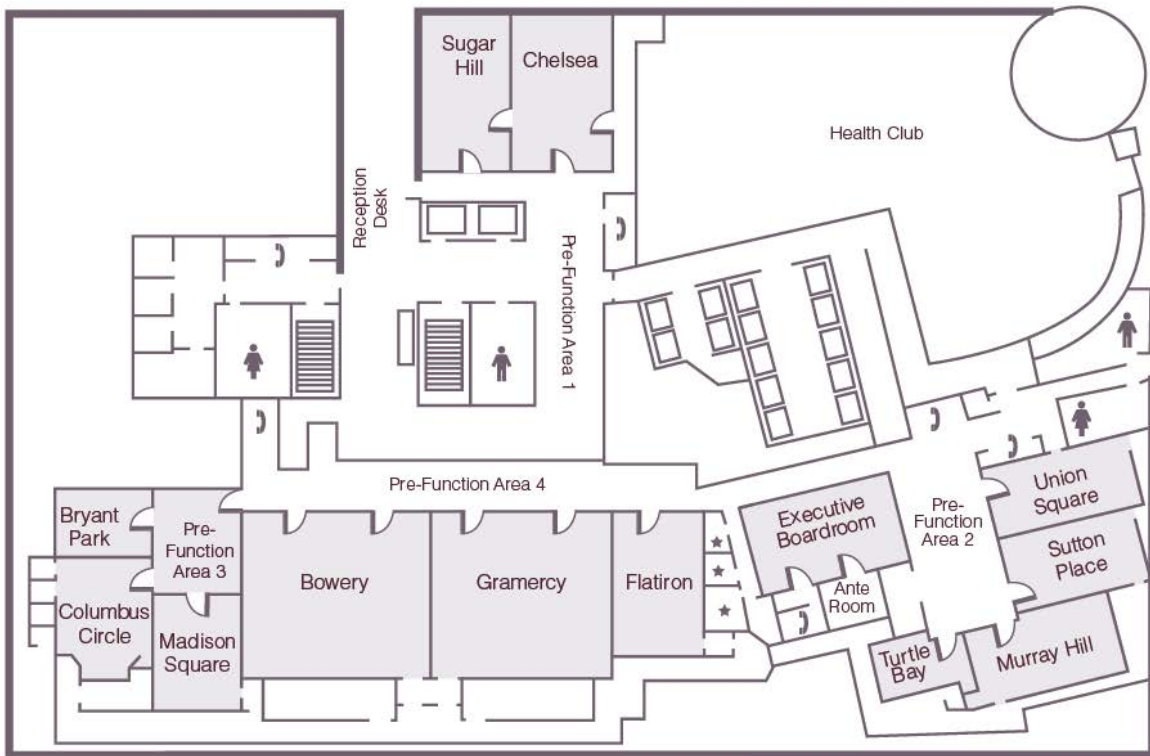 Sugar
Hill
Chelsea
Health Club
Reception
Desk
Pre-Function Area 1
Pre-Function Area 4
Bryant
Park
Pre-
Function
Area 3
Columbus
Circle
Madison
Square
Bowery
Gramercy
Flatiron
Executive
Boardroom
Ante
Room
Pre-
Function
Area 2
Union
Square
Sutton
Place
Turtle
Bay
Murray Hill